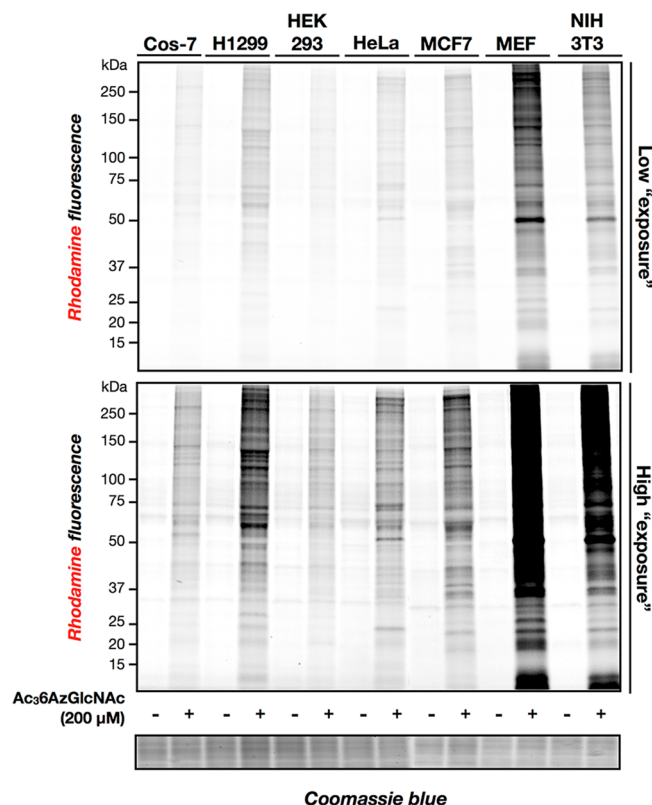 Cos-7 H1299 HEK 293 HeLa MCF7 MEF NIH 3T3
kDa
250
150
100
75
50
37
25
20
15
Rhodamine fluorescence
Low “exposure”
kDa
250
150
100
75
50
37
25
20
15
Rhodamine fluorescence
High “exposure”
Ac₃6AzGlcNAc
(200 µM)
- + - + - + - + - + - + - +
Coomassie blue